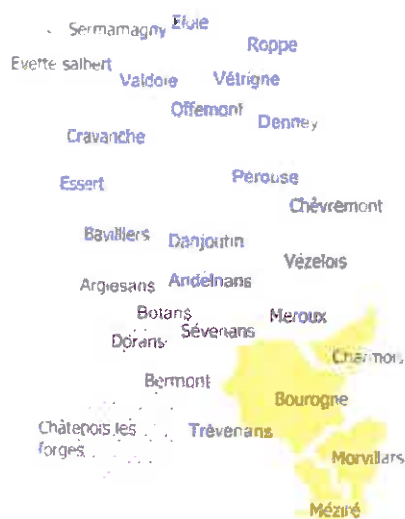 Sermamagny
Eloie
Roppe
Evette salbert
Valdoie
Vétrigne
Offemont
Denney
Cravanche
Essert
Pérouse
Chèvremont
Bavilliers
Danjoutin
Vézelois
Argiesans
Andelnans
Botans
Meroux
Sévenans
Dorans
Charmois
Bermont
Bourogne
Châtenois les
forges
Trévenans
Morvillars
Méziré